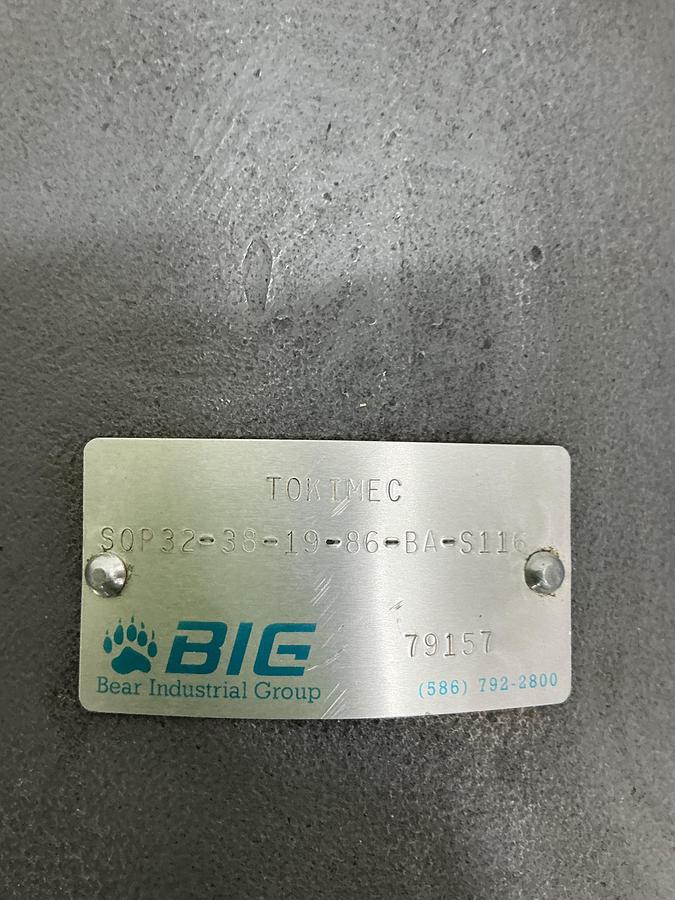 TOKIMEC
SQP32-38-19-86-BA-S116
BIG
79157
Bear Industrial Group
(586) 792-2800